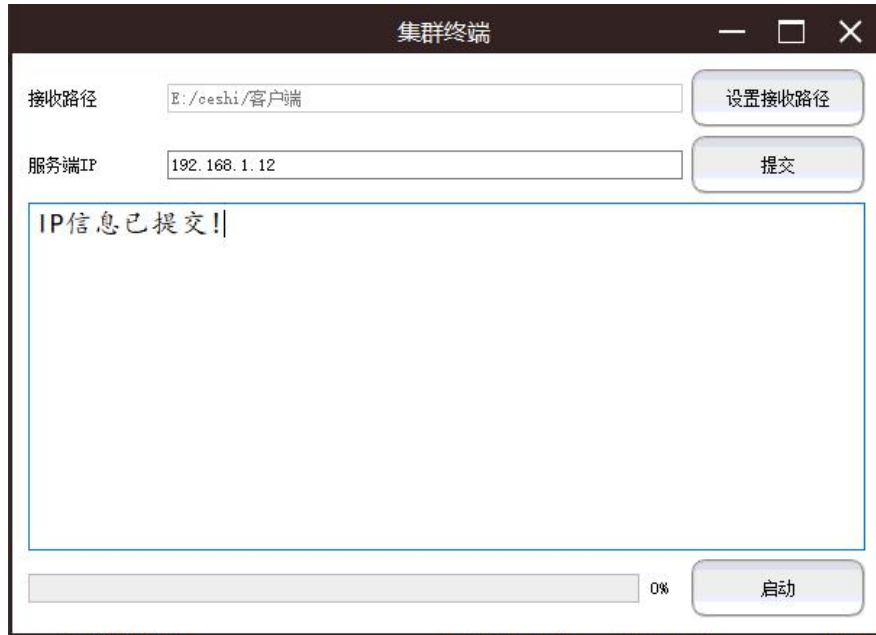 集群终端
接收路径
E:/ceshi/客户端
设置接收路径
服务端IP
192.168.1.12
提交
IP信息已提交!
0%
启动